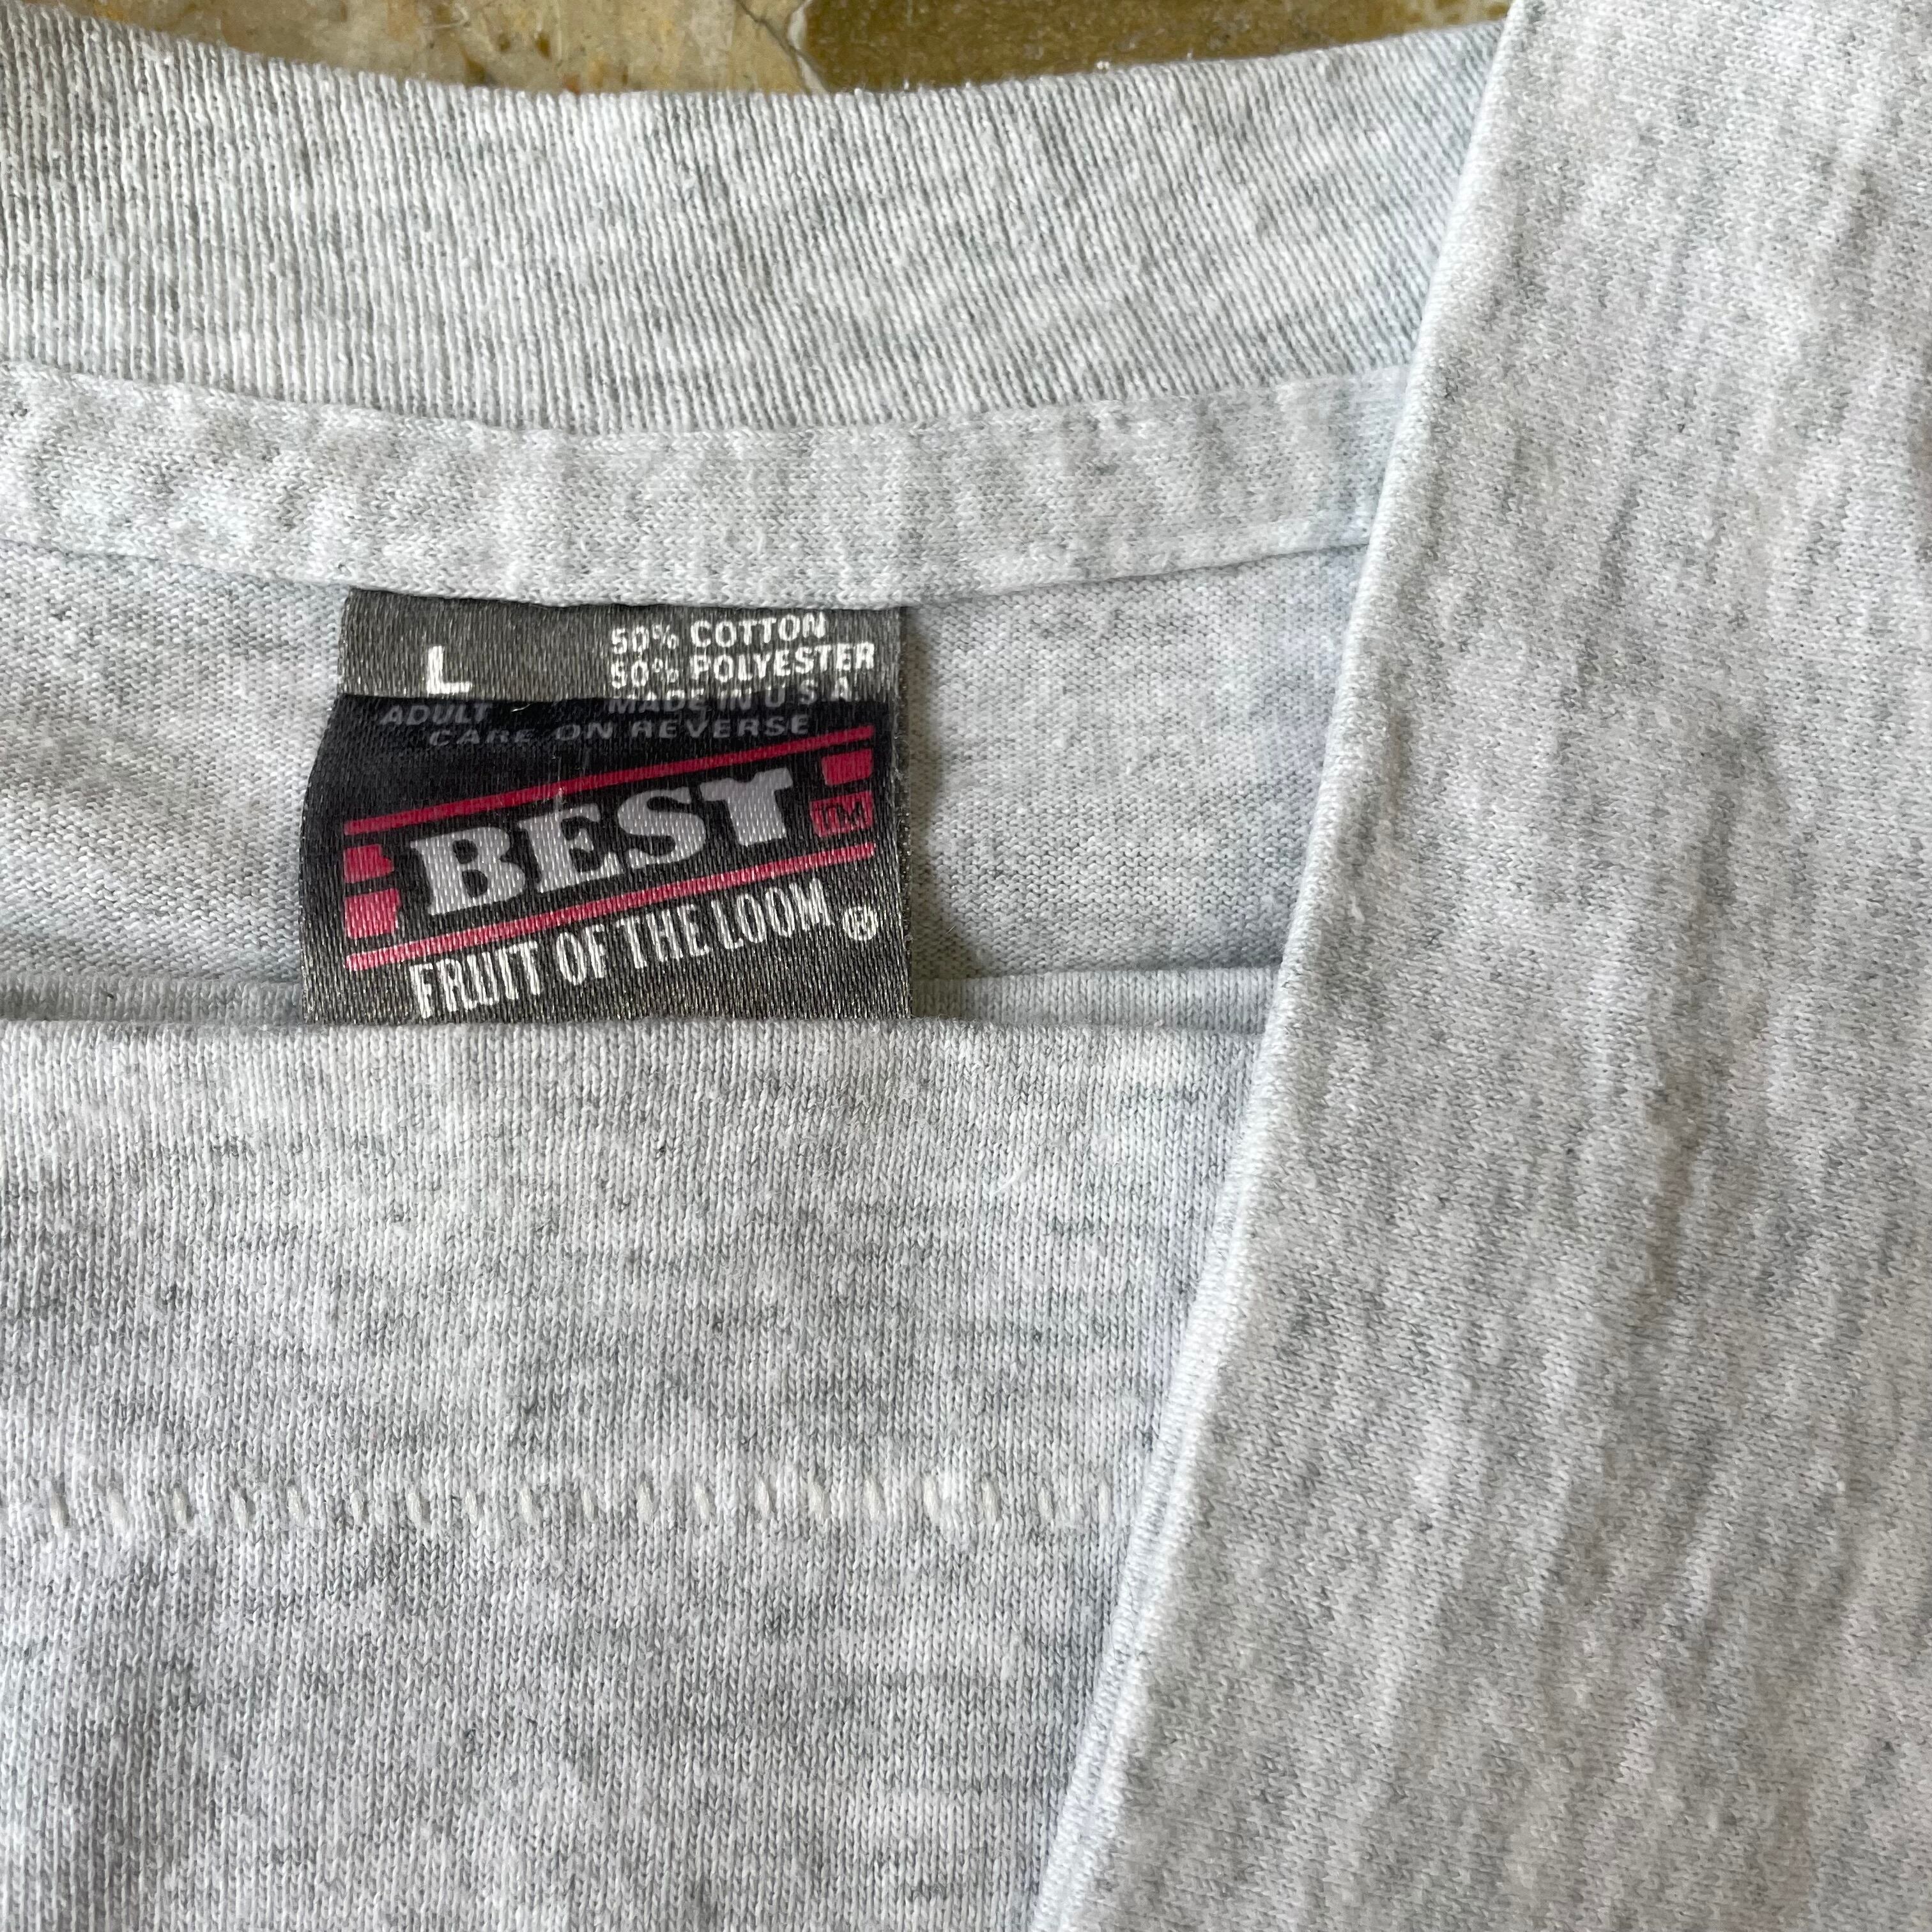 L
50% COTTON
50% POLYESTER
MADE IN U S A
ADULT
CARE ON REVERSE
BEST TM
FRUIT OF THE LOOM ®